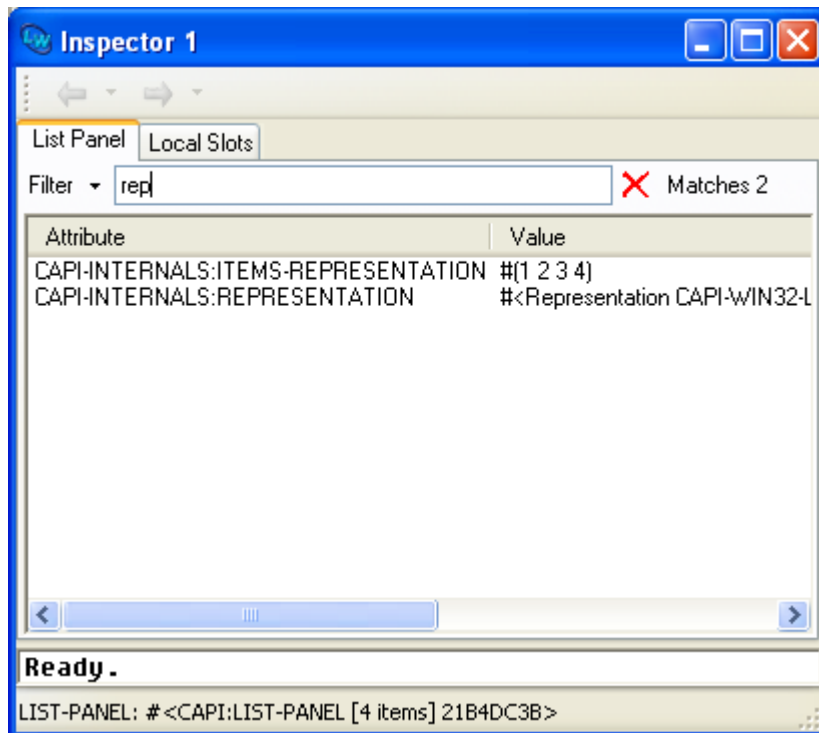 Inspector 1
List Panel Local Slots
Filter rep Matches 2
Attribute Value
CAPI-INTERNALS:ITEMS-REPRESENTATION #(1 2 3 4)
CAPI-INTERNALS:REPRESENTATION #<Representation CAPI-WIN32-L
Ready.
LIST-PANEL: #<CAPI:LIST-PANEL [4 items] 21B4DC3B>